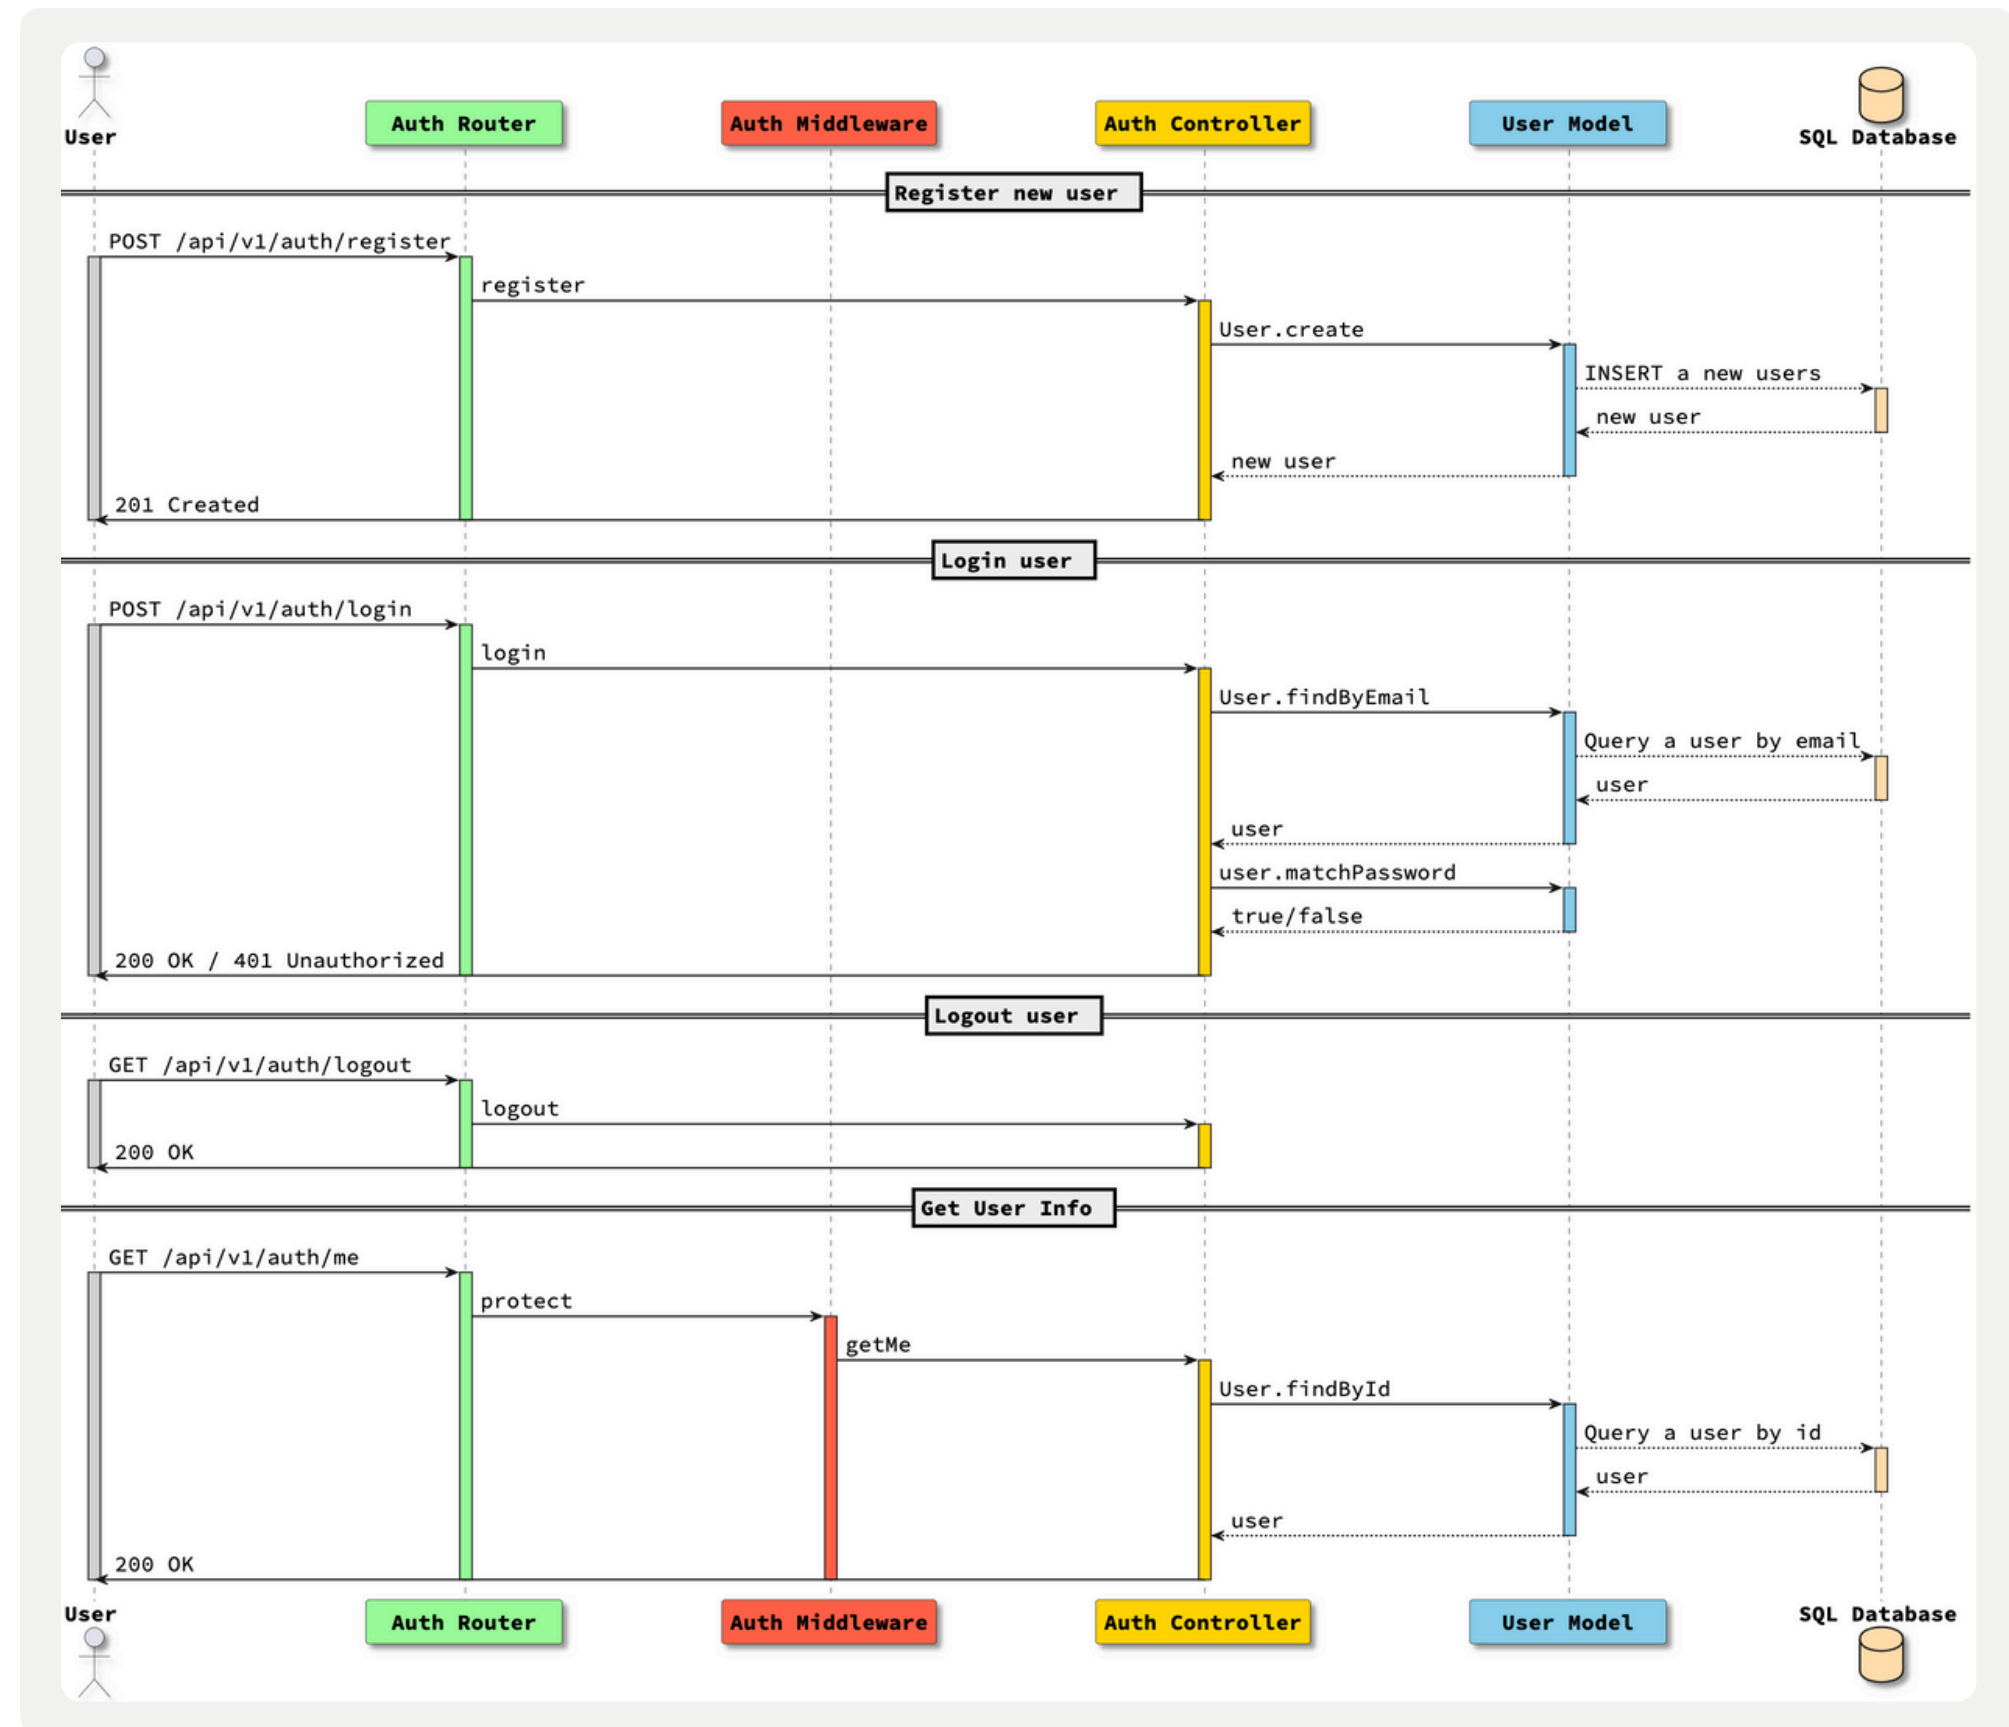 User
Auth Router
Auth Middleware
Auth Controller
User Model
SQL Database
Register new user
POST /api/v1/auth/register
register
User.create
INSERT a new users
new user
new user
201 Created
Login user
POST /api/v1/auth/login
login
User.findByEmail
Query a user by email
user
user
user.matchPassword
true/false
200 OK / 401 Unauthorized
Logout user
GET /api/v1/auth/logout
logout
200 OK
Get User Info
GET /api/v1/auth/me
protect
getMe
User.findById
Query a user by id
user
user
200 OK
User
Auth Router
Auth Middleware
Auth Controller
User Model
SQL Database